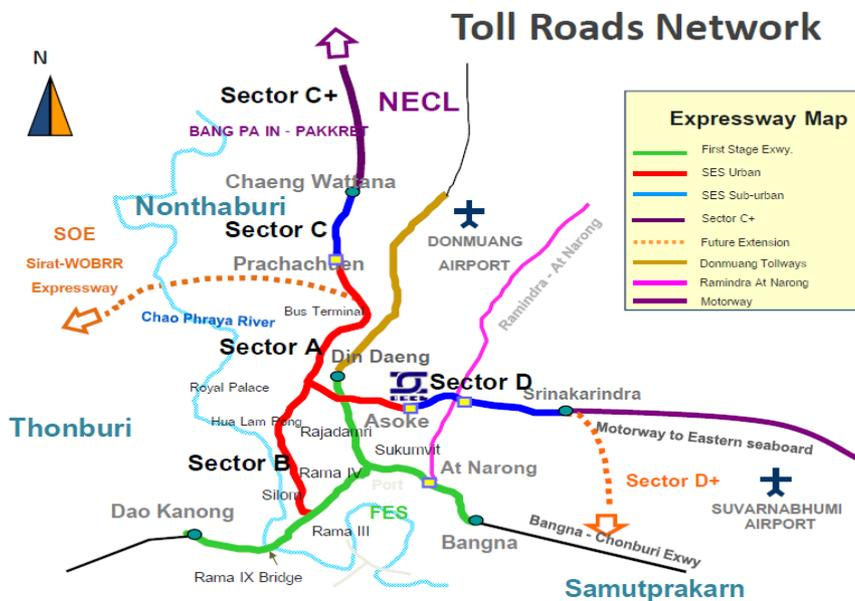 Toll Roads Network
N
Sector C+
NECL
BANG PA IN - PAKKRET
Expressway Map
First Stage Exwy.
SES Urban
SES Sub-urban
Sector C+
Future Extension
Donmuang Tollways
Ramindra At Narong
Motorway
Chaeng Wattana
Nonthaburi
Sector C
SOE
Sirat-WOBRR
Expressway
Prachachuen
DONMUANG
AIRPORT
Ramindra - At Narong
Bus Terminal
Chao Phraya River
Sector A
Din Daeng
Royal Palace
Sector D
Srinakarindra
Hua Lam Pong
Asoke
Thonburi
Rajadamri
Motorway to Eastern seaboard
Sukumvit
Sector B
Rama IV
At Narong
Port
Sector D+
Silom
SUVARNABHUMI
AIRPORT
Dao Kanong
FES
Rama III
Bangna
Bangna - Chonburi Exwy
Rama IX Bridge
Samutprakarn